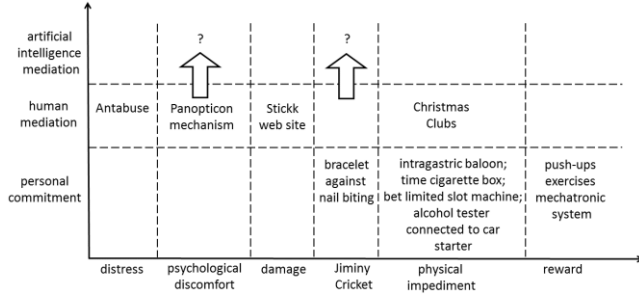 artificial
intelligence
mediation
?
?
human
mediation
Antabuse
Panopticon
mechanism
Stickk
web site
Christmas
Clubs
personal
commitment
bracelet
against
nail biting
intragastric baloon;
time cigarette box;
bet limited slot machine;
alcohol tester
connected to car
starter
push-ups
exercises
mechatronic
system
distress
psychological
discomfort
damage
Jiminy
Cricket
physical
impediment
reward